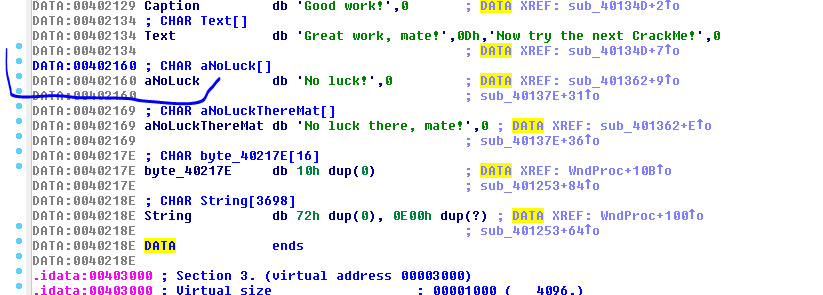 DATA:00402129 Caption db 'Good work!',0 ; DATA XREF: sub_40134D+2↑o
DATA:00402134 ; CHAR Text[]
DATA:00402134 Text db 'Great work, mate!',0Dh,'Now try the next CrackMe!',0
DATA:00402134 ; DATA XREF: sub_40134D+7↑o
DATA:00402160 ; CHAR aNoLuck[]
DATA:00402160 aNoLuck db 'No luck!',0 ; DATA XREF: sub_401362+9↑o
DATA:00402160 ; sub_40137E+31↑o
DATA:00402169 ; CHAR aNoLuckThereMat[]
DATA:00402169 aNoLuckThereMat db 'No luck there, mate!',0 ; DATA XREF: sub_401362+E↑o
DATA:00402169 ; sub_40137E+36↑o
DATA:0040217E ; CHAR byte_40217E[16]
DATA:0040217E byte_40217E db 10h dup(0) ; DATA XREF: WndProc+10B↑o
DATA:0040217E ; sub_401253+84↑o
DATA:0040218E ; CHAR String[3698]
DATA:0040218E String db 72h dup(0), 0E00h dup(?) ; DATA XREF: WndProc+100↑o
DATA:0040218E ; sub_401253+64↑o
DATA:0040218E DATA ends
DATA:0040218E
.idata:00403000 ; Section 3. (virtual address 00003000)
.idata:00403000 ; Virtual size : 00001000 ( 4096.)